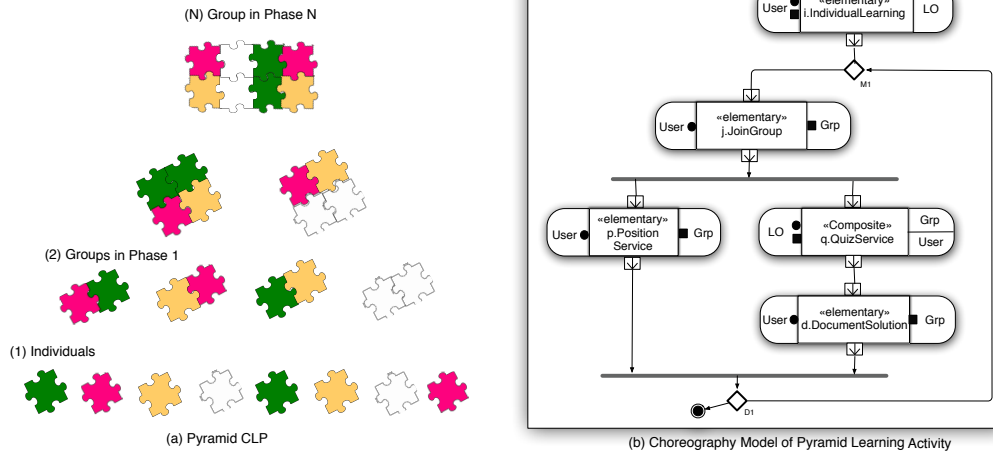 (N) Group in Phase N
(2) Groups in Phase 1
(1) Individuals
(a) Pyramid CLP
User
«elementary»
i.IndividualLearning
LO
M1
User
«elementary»
j.JoinGroup
Grp
User
«elementary»
p.Position
Service
Grp
LO
«Composite»
q.QuizService
Grp
User
User
«elementary»
d.DocumentSolution
Grp
D1
(b) Choreography Model of Pyramid Learning Activity